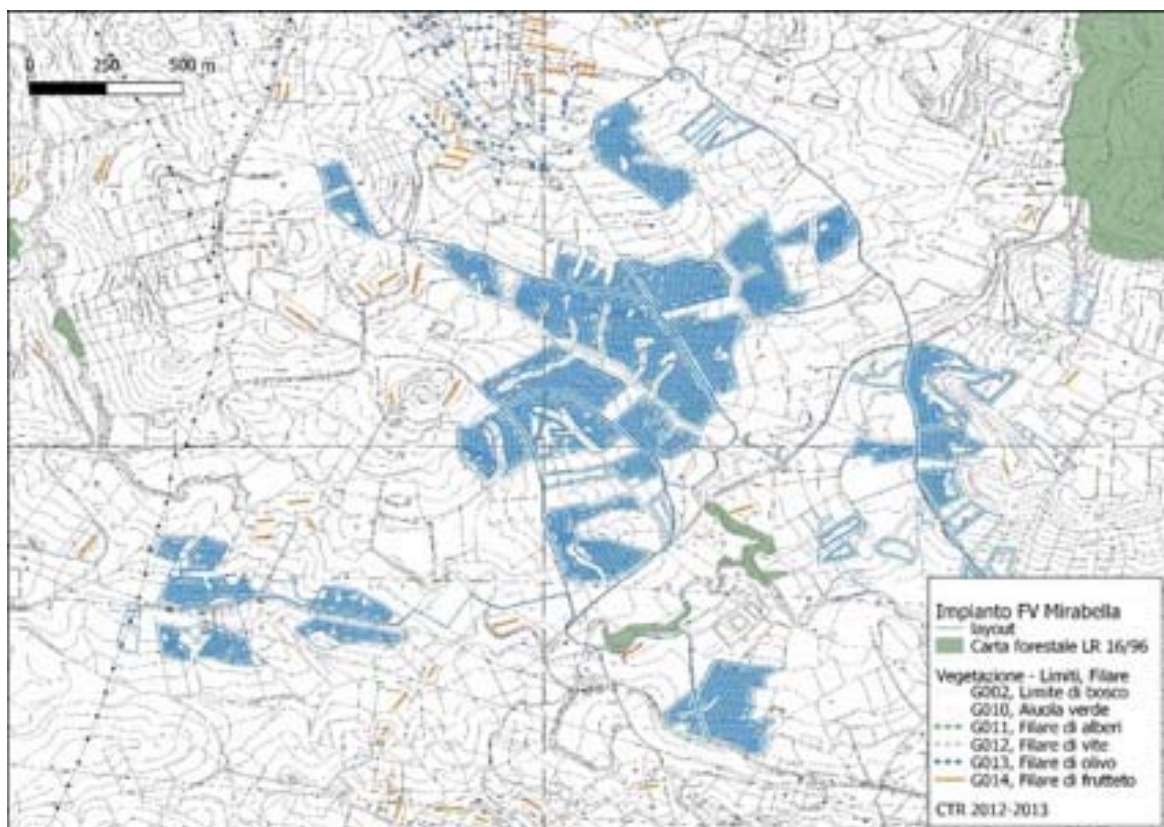 0 250 500 m
Impianto FV Mirabella
layout
Carta forestale LR 16/96
Vegetazione - Limiti, Filare
G002, Limite di bosco
G010, Aiuola verde
G011, Filare di alberi
G012, Filare di vite
G013, Filare di olivo
G014, Filare di frutteto
CTR 2012-2013